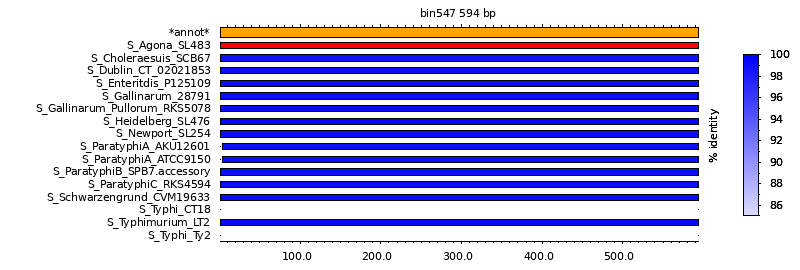 bin547 594 bp
*annot*
S_Agona_SL483
S_Choleraesuis_SCB67
S_Dublin_CT_02021853
S_Enteritdis_P125109
S_Gallinarum_28791
S_Gallinarum_Pullorum_RKS5078
S_Heidelberg_SL476
S_Newport_SL254
S_ParatyphiA_AKU12601
S_ParatyphiA_ATCC9150
S_ParatyphiB_SPB7.accessory
S_ParatyphiC_RKS4594
S_Schwarzengrund_CVM19633
S_Typhi_CT18
S_Typhimurium_LT2
S_Typhi_Ty2
100.0 200.0 300.0 400.0 500.0
% identity
100
98
96
94
92
90
88
86